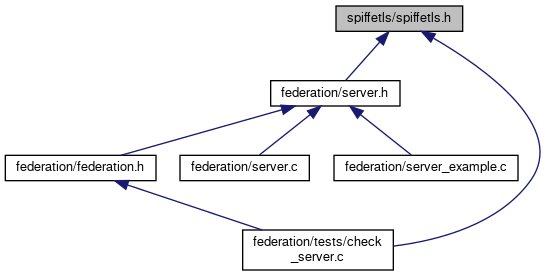 spiffetls/spiffetls.h
federation/server.h
federation/federation.h
federation/server.c
federation/server_example.c
federation/tests/check
_server.c